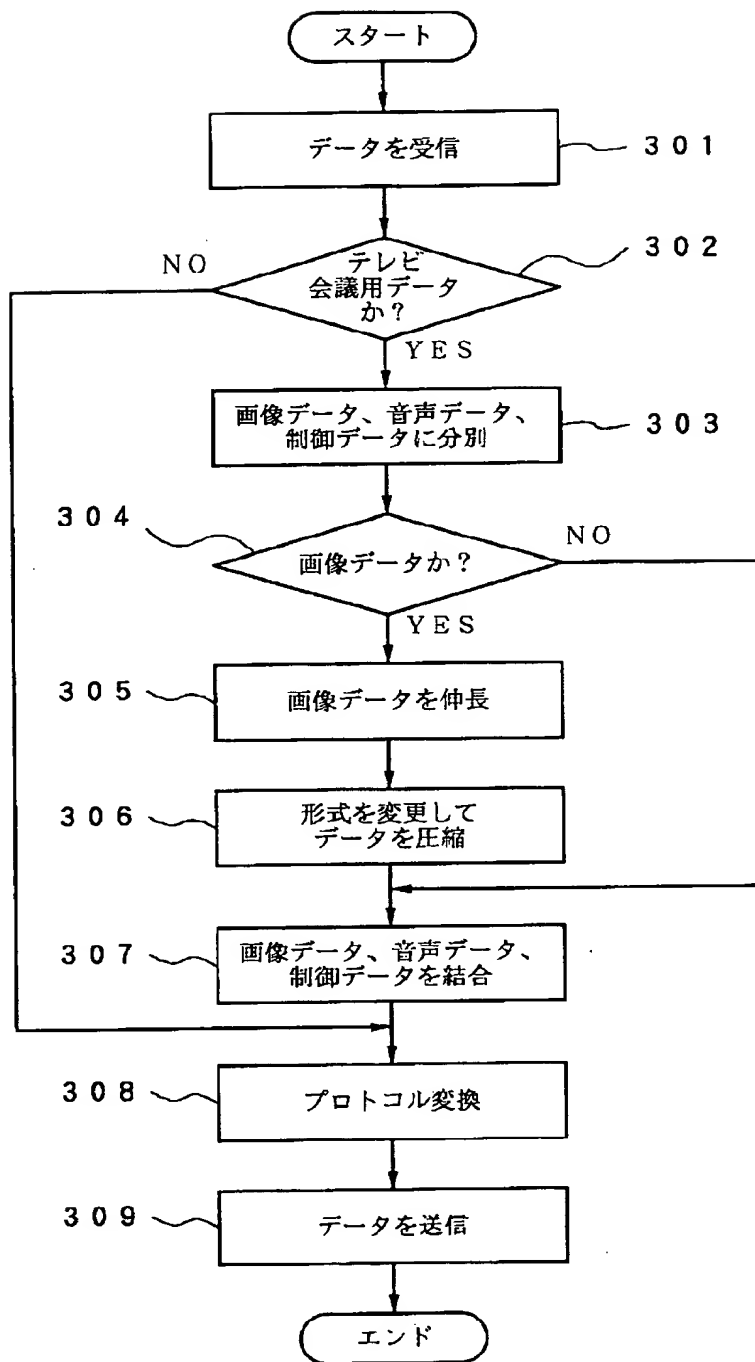 スタート
データを受信
301
テレビ
会議用データ
か?
302
NO
YES
画像データ、音声データ、
制御データに分別
303
304
画像データか?
NO
YES
305
画像データを伸長
306
形式を変更して
データを圧縮
307
画像データ、音声データ、
制御データを結合
308
プロトコル変換
309
データを送信
エンド